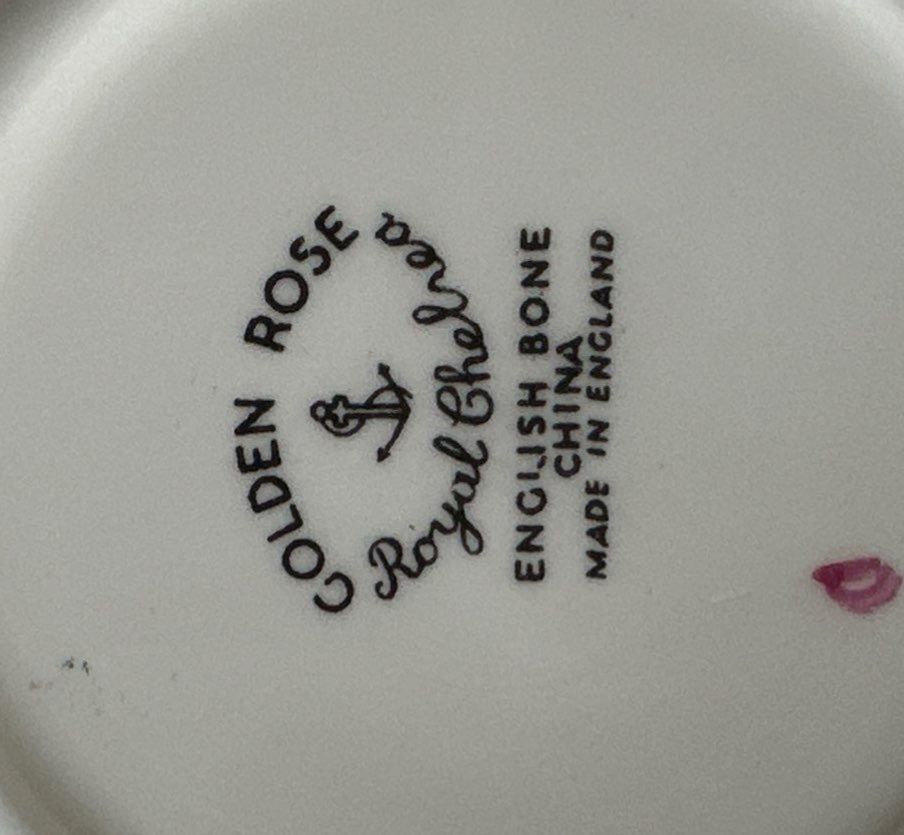 GOLDEN ROSE
Royal Chelsea
ENGLISH BONE
CHINA
MADE IN ENGLAND